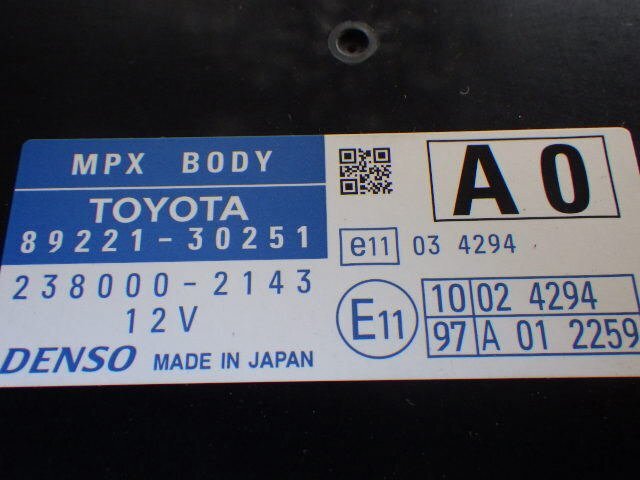 MPX BODY
TOYOTA
89221-30251
238000-2143
12V
DENSO MADE IN JAPAN
A0
e11 03 4294
E11
10 02 4294
97 A 01 2259